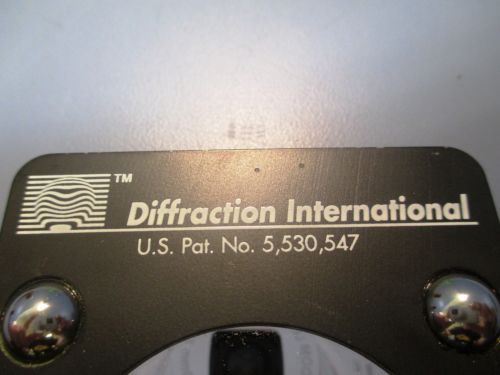 TM
Diffraction International
U.S. Pat. No. 5,530,547